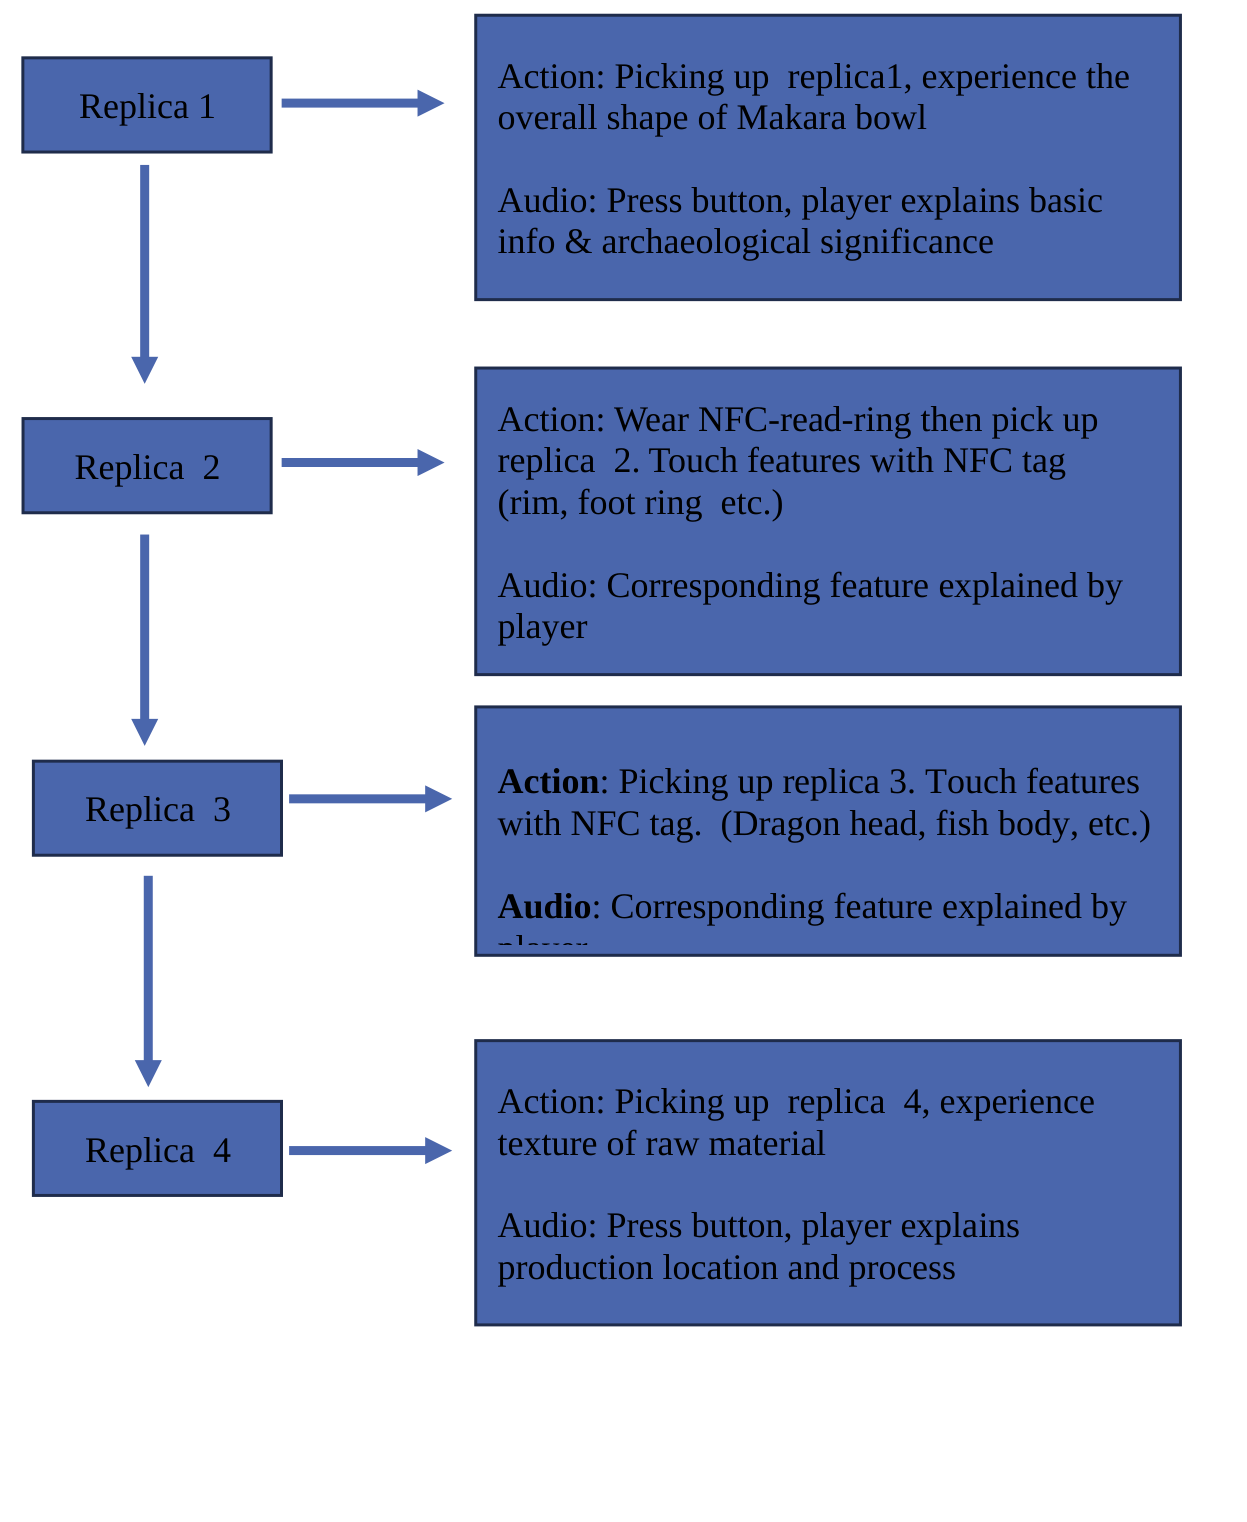 Replica 1
Action: Picking up  replica1, experience the
overall shape of Makara bowl
Audio: Press button, player explains basic
info & archaeological significance
Replica  2
Action: Wear NFC-read-ring then pick up
replica  2. Touch features with NFC tag
(rim, foot ring  etc.)
Audio: Corresponding feature explained by
player
Replica  3
Action: Picking up replica 3. Touch features
with NFC tag.  (Dragon head, fish body, etc.)
Audio: Corresponding feature explained by
player
Replica  4
Action: Picking up  replica  4, experience
texture of raw material
Audio: Press button, player explains
production location and process